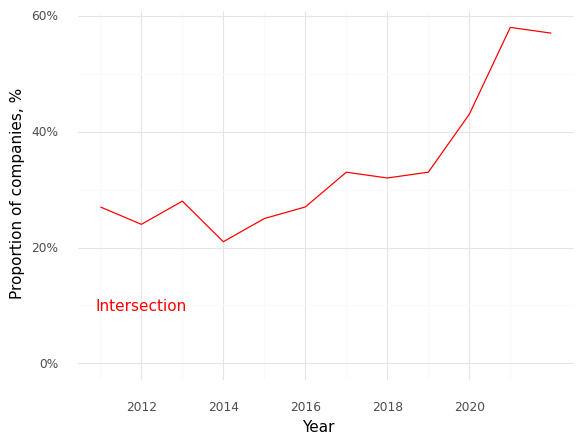 60%
40%
20%
0%
Proportion of companies, %
Intersection
2012 2014 2016 2018 2020
Year